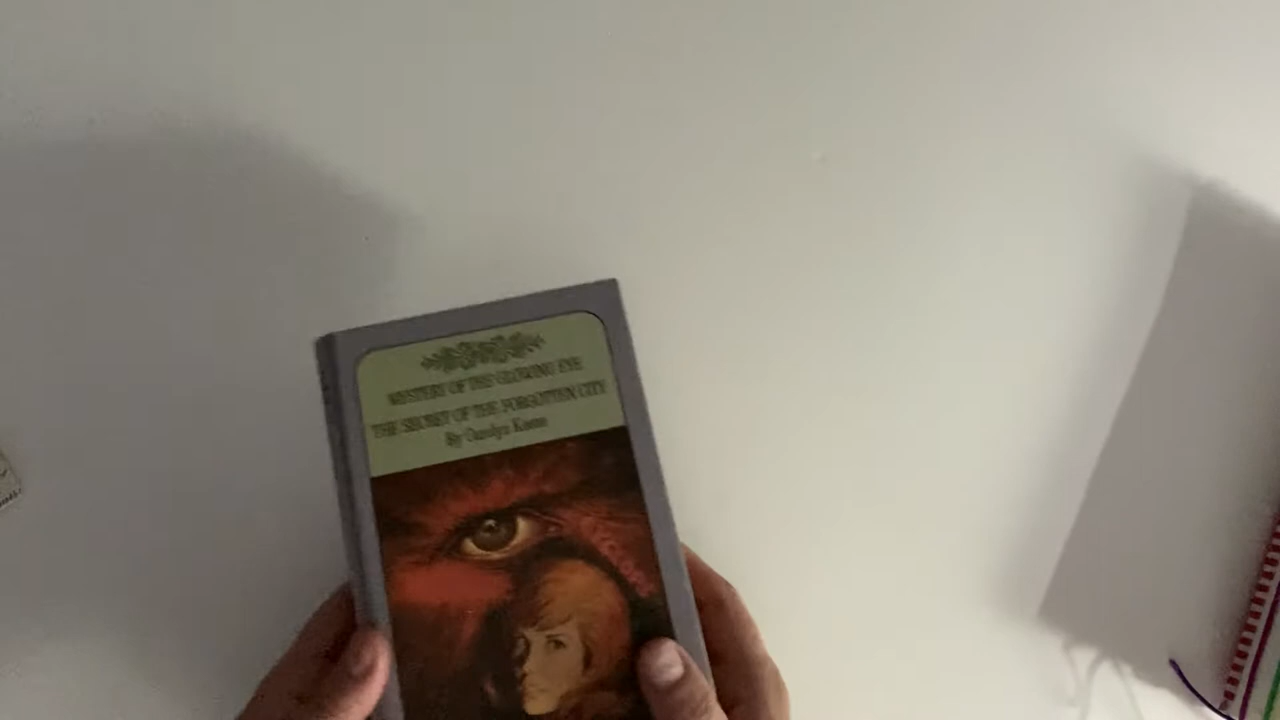 MYSTERY OF THE GLOWING EYE
THE SECRET OF THE FORGOTTEN CITY
By Carolyn Keene